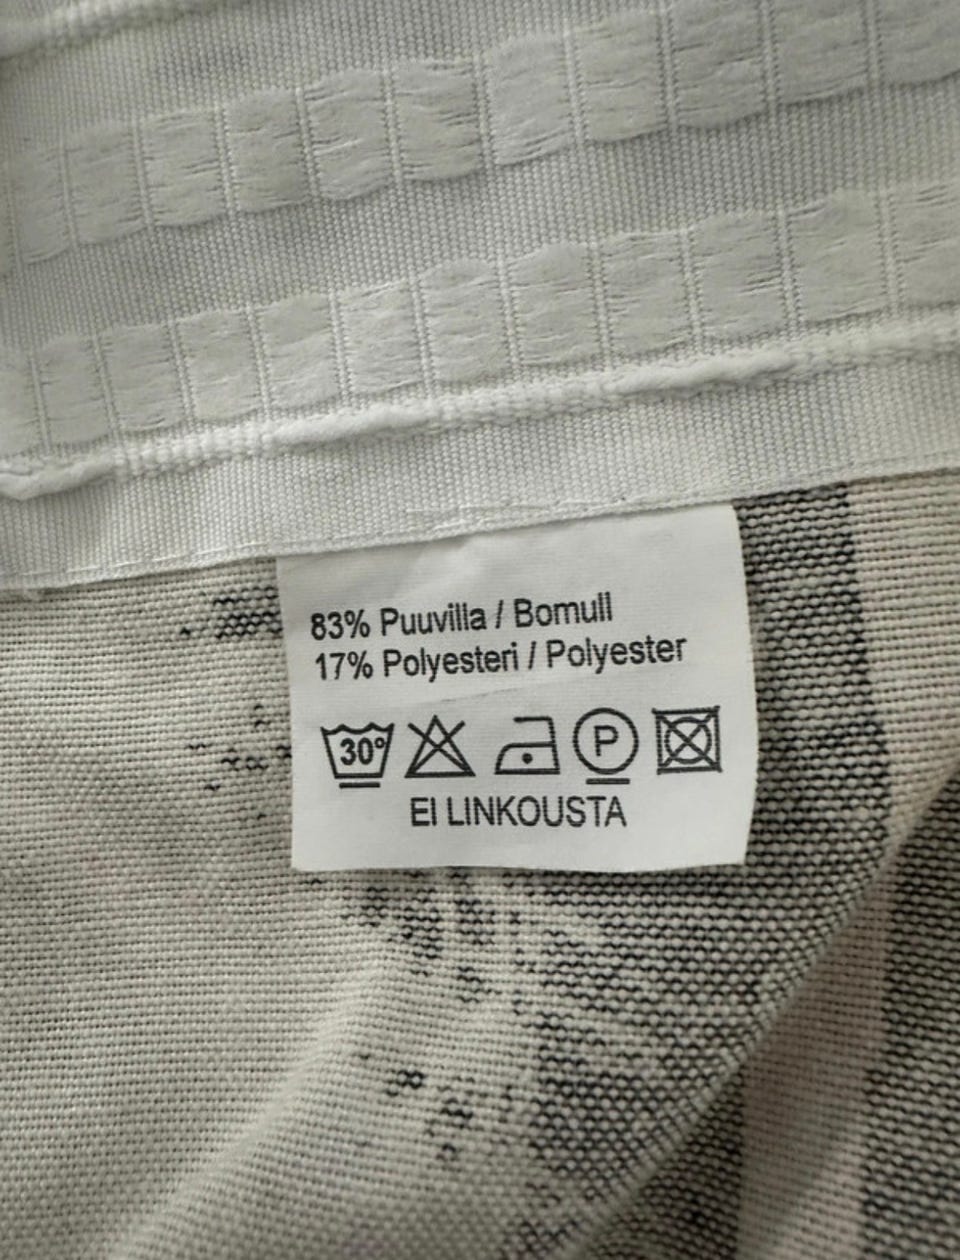 83% Puuvilla / Bomull
17% Polyesteri / Polyester
30° P
EI LINKOUSTA